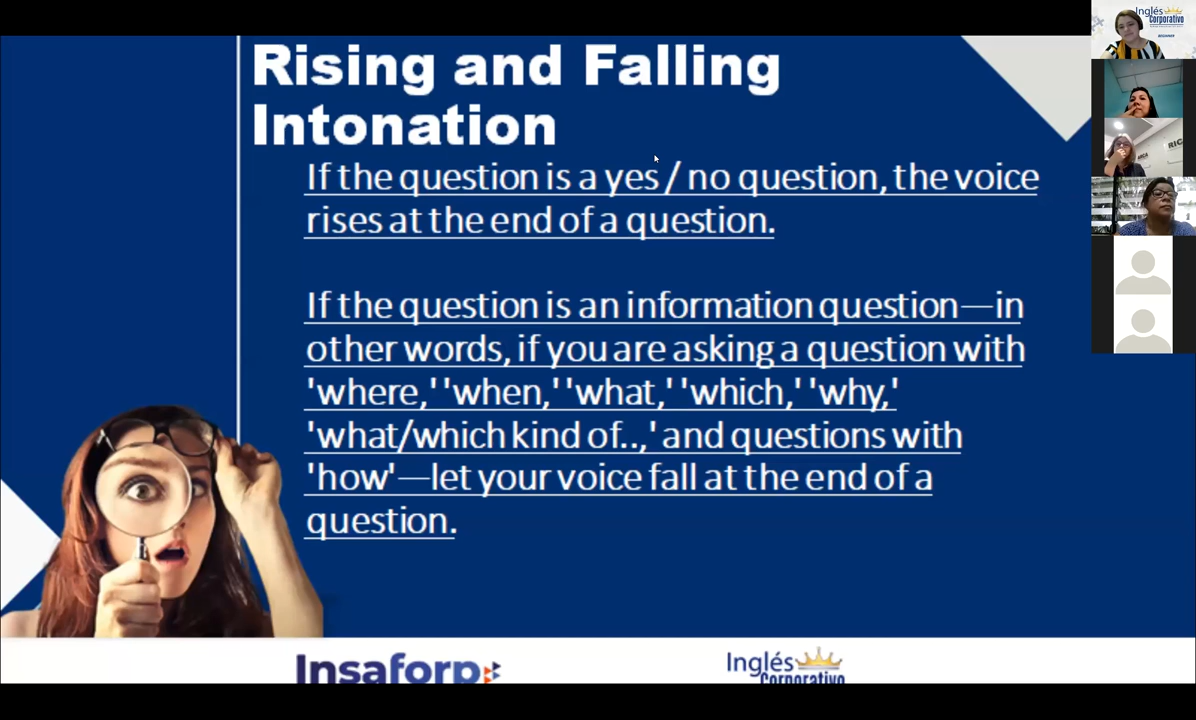 Rising and Falling
Intonation
If the question is a yes / no question, the voice
rises at the end of a question.
If the question is an information question—in
other words, if you are asking a question with
'where,' 'when,' 'what,' 'which,' 'why,'
'what/which kind of..,' and questions with
'how'—let your voice fall at the end of a
question.
Insaforp
Inglés
Corporativo
Inglés
Corporativo
BEGINNER